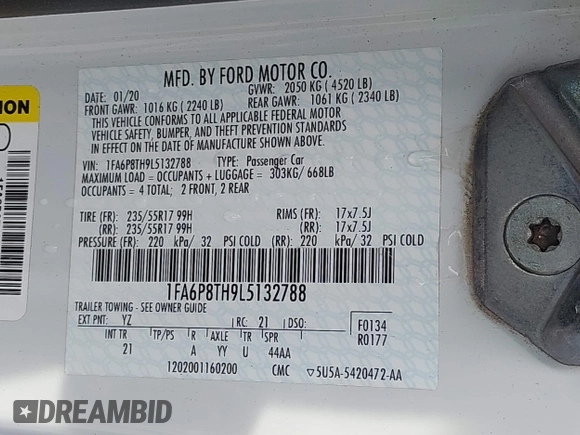 MFD. BY FORD MOTOR CO.
DATE: 01/20 GVWR: 2050 KG ( 4520 LB)
FRONT GAWR: 1016 KG ( 2240 LB) REAR GAWR: 1061 KG ( 2340 LB)
THIS VEHICLE CONFORMS TO ALL APPLICABLE FEDERAL MOTOR
VEHICLE SAFETY, BUMPER, AND THEFT PREVENTION STANDARDS
IN EFFECT ON THE DATE OF MANUFACTURE SHOWN ABOVE.
VIN: 1FA6P8TH9L5132788 TYPE: Passenger Car
MAXIMUM LOAD = OCCUPANTS + LUGGAGE = 303KG/ 668LB
OCCUPANTS = 4 TOTAL; 2 FRONT, 2 REAR
TIRE (FR): 235/55R17 99H RIMS (FR): 17x7.5J
(RR): 235/55R17 99H (RR): 17x7.5J
PRESSURE (FR): 220 kPa/ 32 PSI COLD (RR): 220 kPa/ 32 PSI COLD
1FA6P8TH9L5132788
TRAILER TOWING - SEE OWNER GUIDE
EXT PNT: YZ RC: 21 DSO: F0134
INT TR TP/PS R AXLE TR SPR R0177
21 A YY U 44AA
1202001160200 CMC ▽5U5A-5420472-AA
DREAMBID